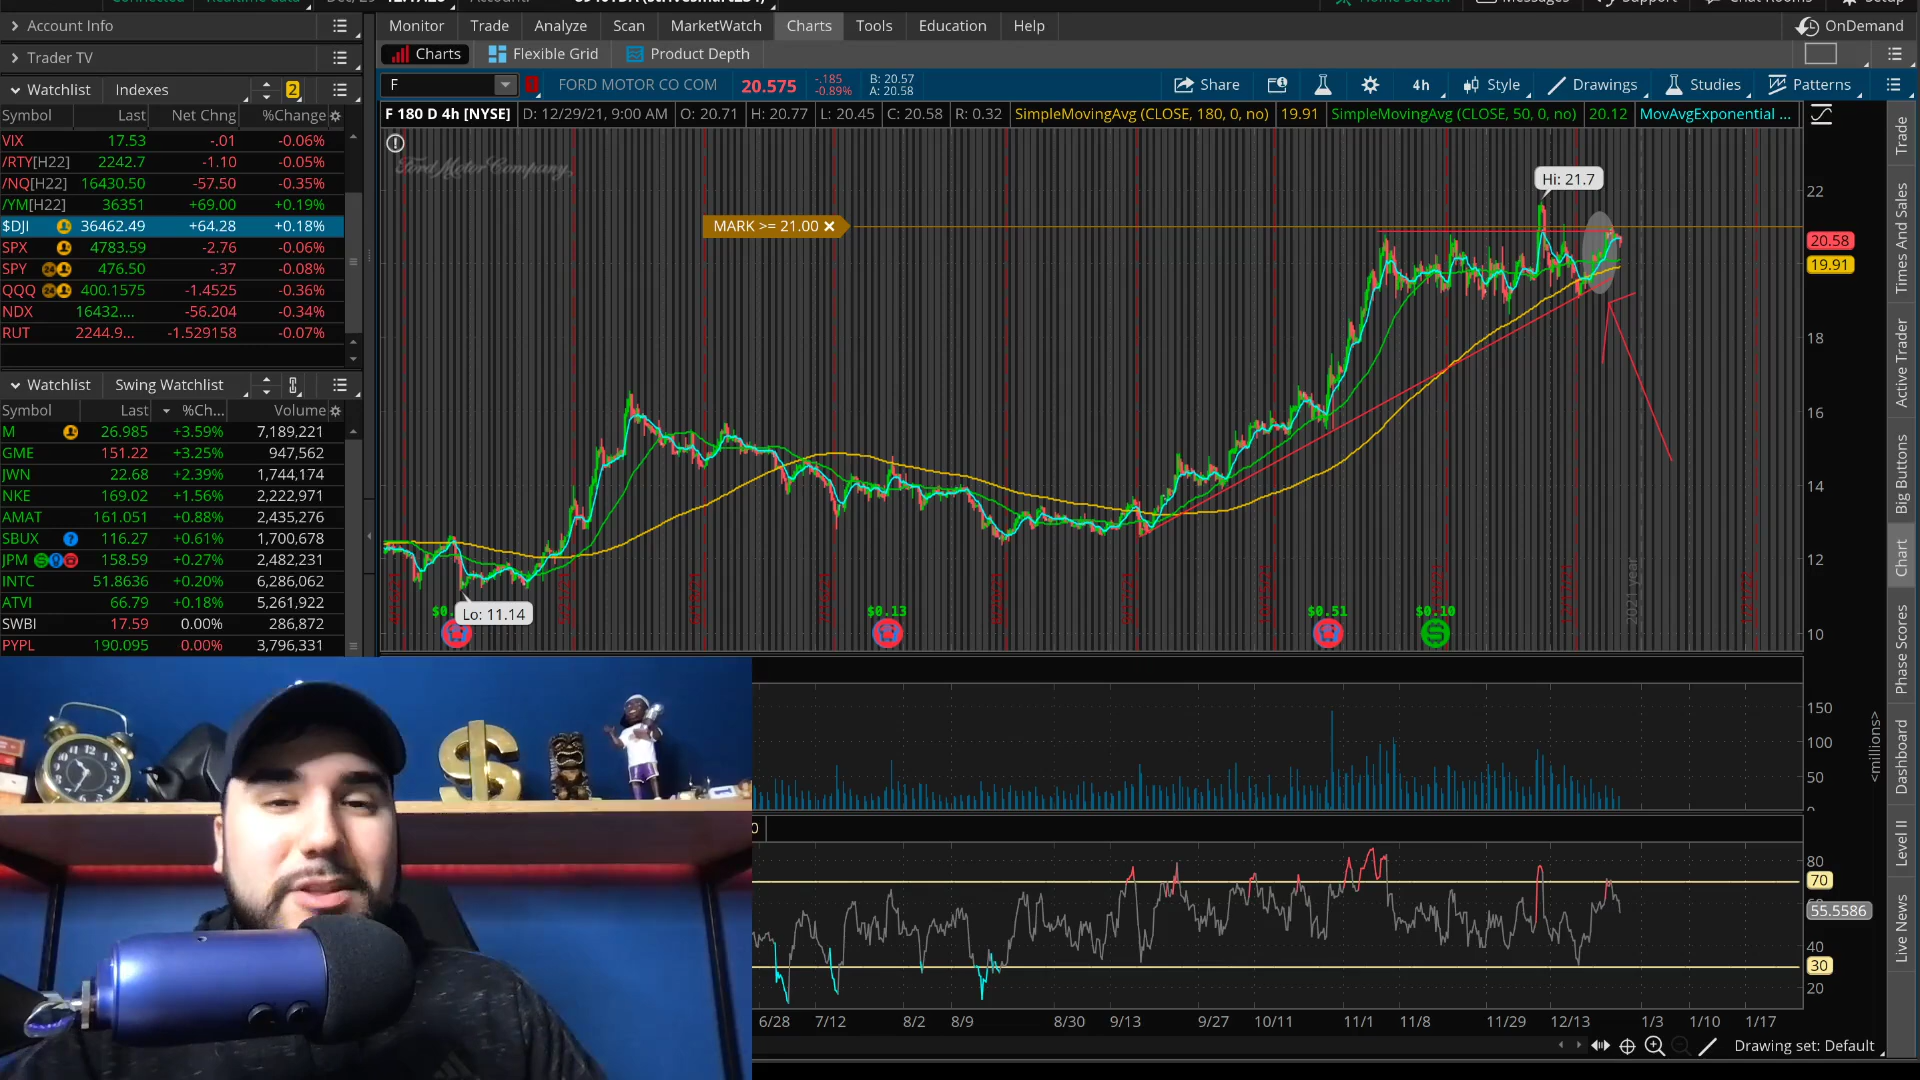 Account Info
Trader TV
Monitor Trade Analyze Scan MarketWatch Charts Tools Education Help
OnDemand
Charts Flexible Grid Product Depth
Watchlist Indexes 2
F FORD MOTOR CO COM 20.575 -.185 -0.89% B: 20.57 A: 20.58 Share 4h Style Drawings Studies Patterns
Symbol Last Net Chng %Change
F 180 D 4h [NYSE] D: 12/29/21, 9:00 AM O: 20.71 H: 20.77 L: 20.45 C: 20.58 R: 0.32 SimpleMovingAvg (CLOSE, 180, 0, no) 19.91 SimpleMovingAvg (CLOSE, 50, 0, no) 20.12 MovAvgExponential ...
VIX 17.53 -.01 -0.06%
/RTY[H22] 2242.7 -1.10 -0.05%
/NQ[H22] 16430.50 -57.50 -0.35%
/YM[H22] 36351 +69.00 +0.19%
$DJI 36462.49 +64.28 +0.18%
SPX 4783.59 -2.76 -0.06%
SPY 24 476.50 -.37 -0.08%
QQQ 24 400.1575 -1.4525 -0.36%
NDX 16432.... -56.204 -0.34%
RUT 2244.9... -1.529158 -0.07%
Ford Motor Company
Hi: 21.7
MARK >= 21.00
22
20.58
19.91
18
16
14
12
10
Lo: 11.14
$0.13
$0.51
$0.10
2021 year
Watchlist Swing Watchlist
Symbol Last %Ch... Volume
M 26.985 +3.59% 7,189,221
GME 151.22 +3.25% 947,562
JWN 22.68 +2.39% 1,744,174
NKE 169.02 +1.56% 2,222,971
AMAT 161.051 +0.88% 2,435,276
SBUX 116.27 +0.61% 1,700,678
JPM 158.59 +0.27% 2,482,231
INTC 51.8636 +0.20% 6,286,062
ATVI 66.79 +0.18% 5,261,922
SWBI 17.59 0.00% 286,872
PYPL 190.095 0.00% 3,796,331
150
100
50
<millions>
80
70
55.5586
40
30
20
6/28 7/12 8/2 8/9 8/30 9/13 9/27 10/11 11/1 11/8 11/29 12/13 1/3 1/10 1/17
Drawing set: Default
Trade
Times And Sales
Active Trader
Big Buttons
Chart
Phase Scores
Dashboard
Level II
Live News